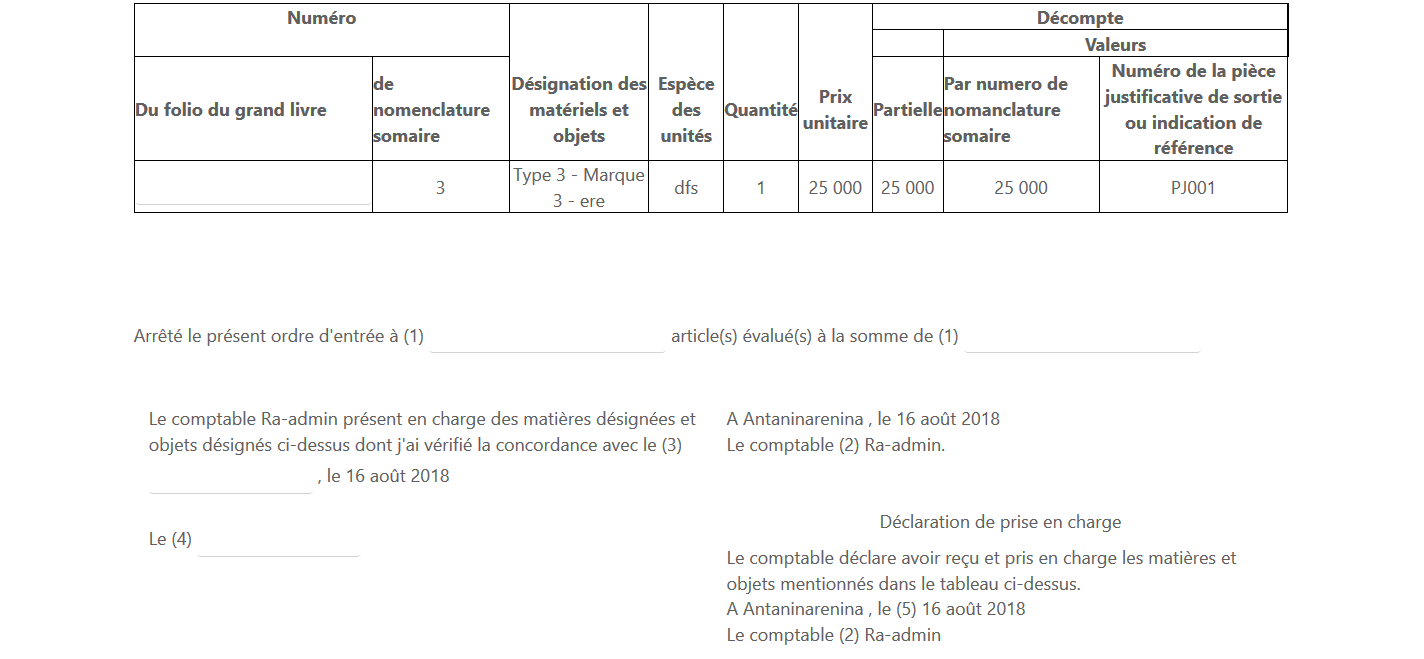 Numéro
Décompte
Valeurs
Du folio du grand livre
de
nomenclature
somaire
Désignation des
matériels et
objets
Espèce
des
unités
Quantité
Prix
unitaire
Partielle
Par numero de
nomanclature
somaire
Numéro de la pièce
justificative de sortie
ou indication de
référence
3
Type 3 - Marque
3 - ere
dfs
1
25 000
25 000
25 000
PJ001
Arrêté le présent ordre d'entrée à (1) article(s) évalué(s) à la somme de (1)
Le comptable Ra-admin présent en charge des matières désignées et
objets désignés ci-dessus dont j'ai vérifié la concordance avec le (3)
, le 16 août 2018
Le (4)
A Antaninarenina , le 16 août 2018
Le comptable (2) Ra-admin.
Déclaration de prise en charge
Le comptable déclare avoir reçu et pris en charge les matières et
objets mentionnés dans le tableau ci-dessus.
A Antaninarenina , le (5) 16 août 2018
Le comptable (2) Ra-admin